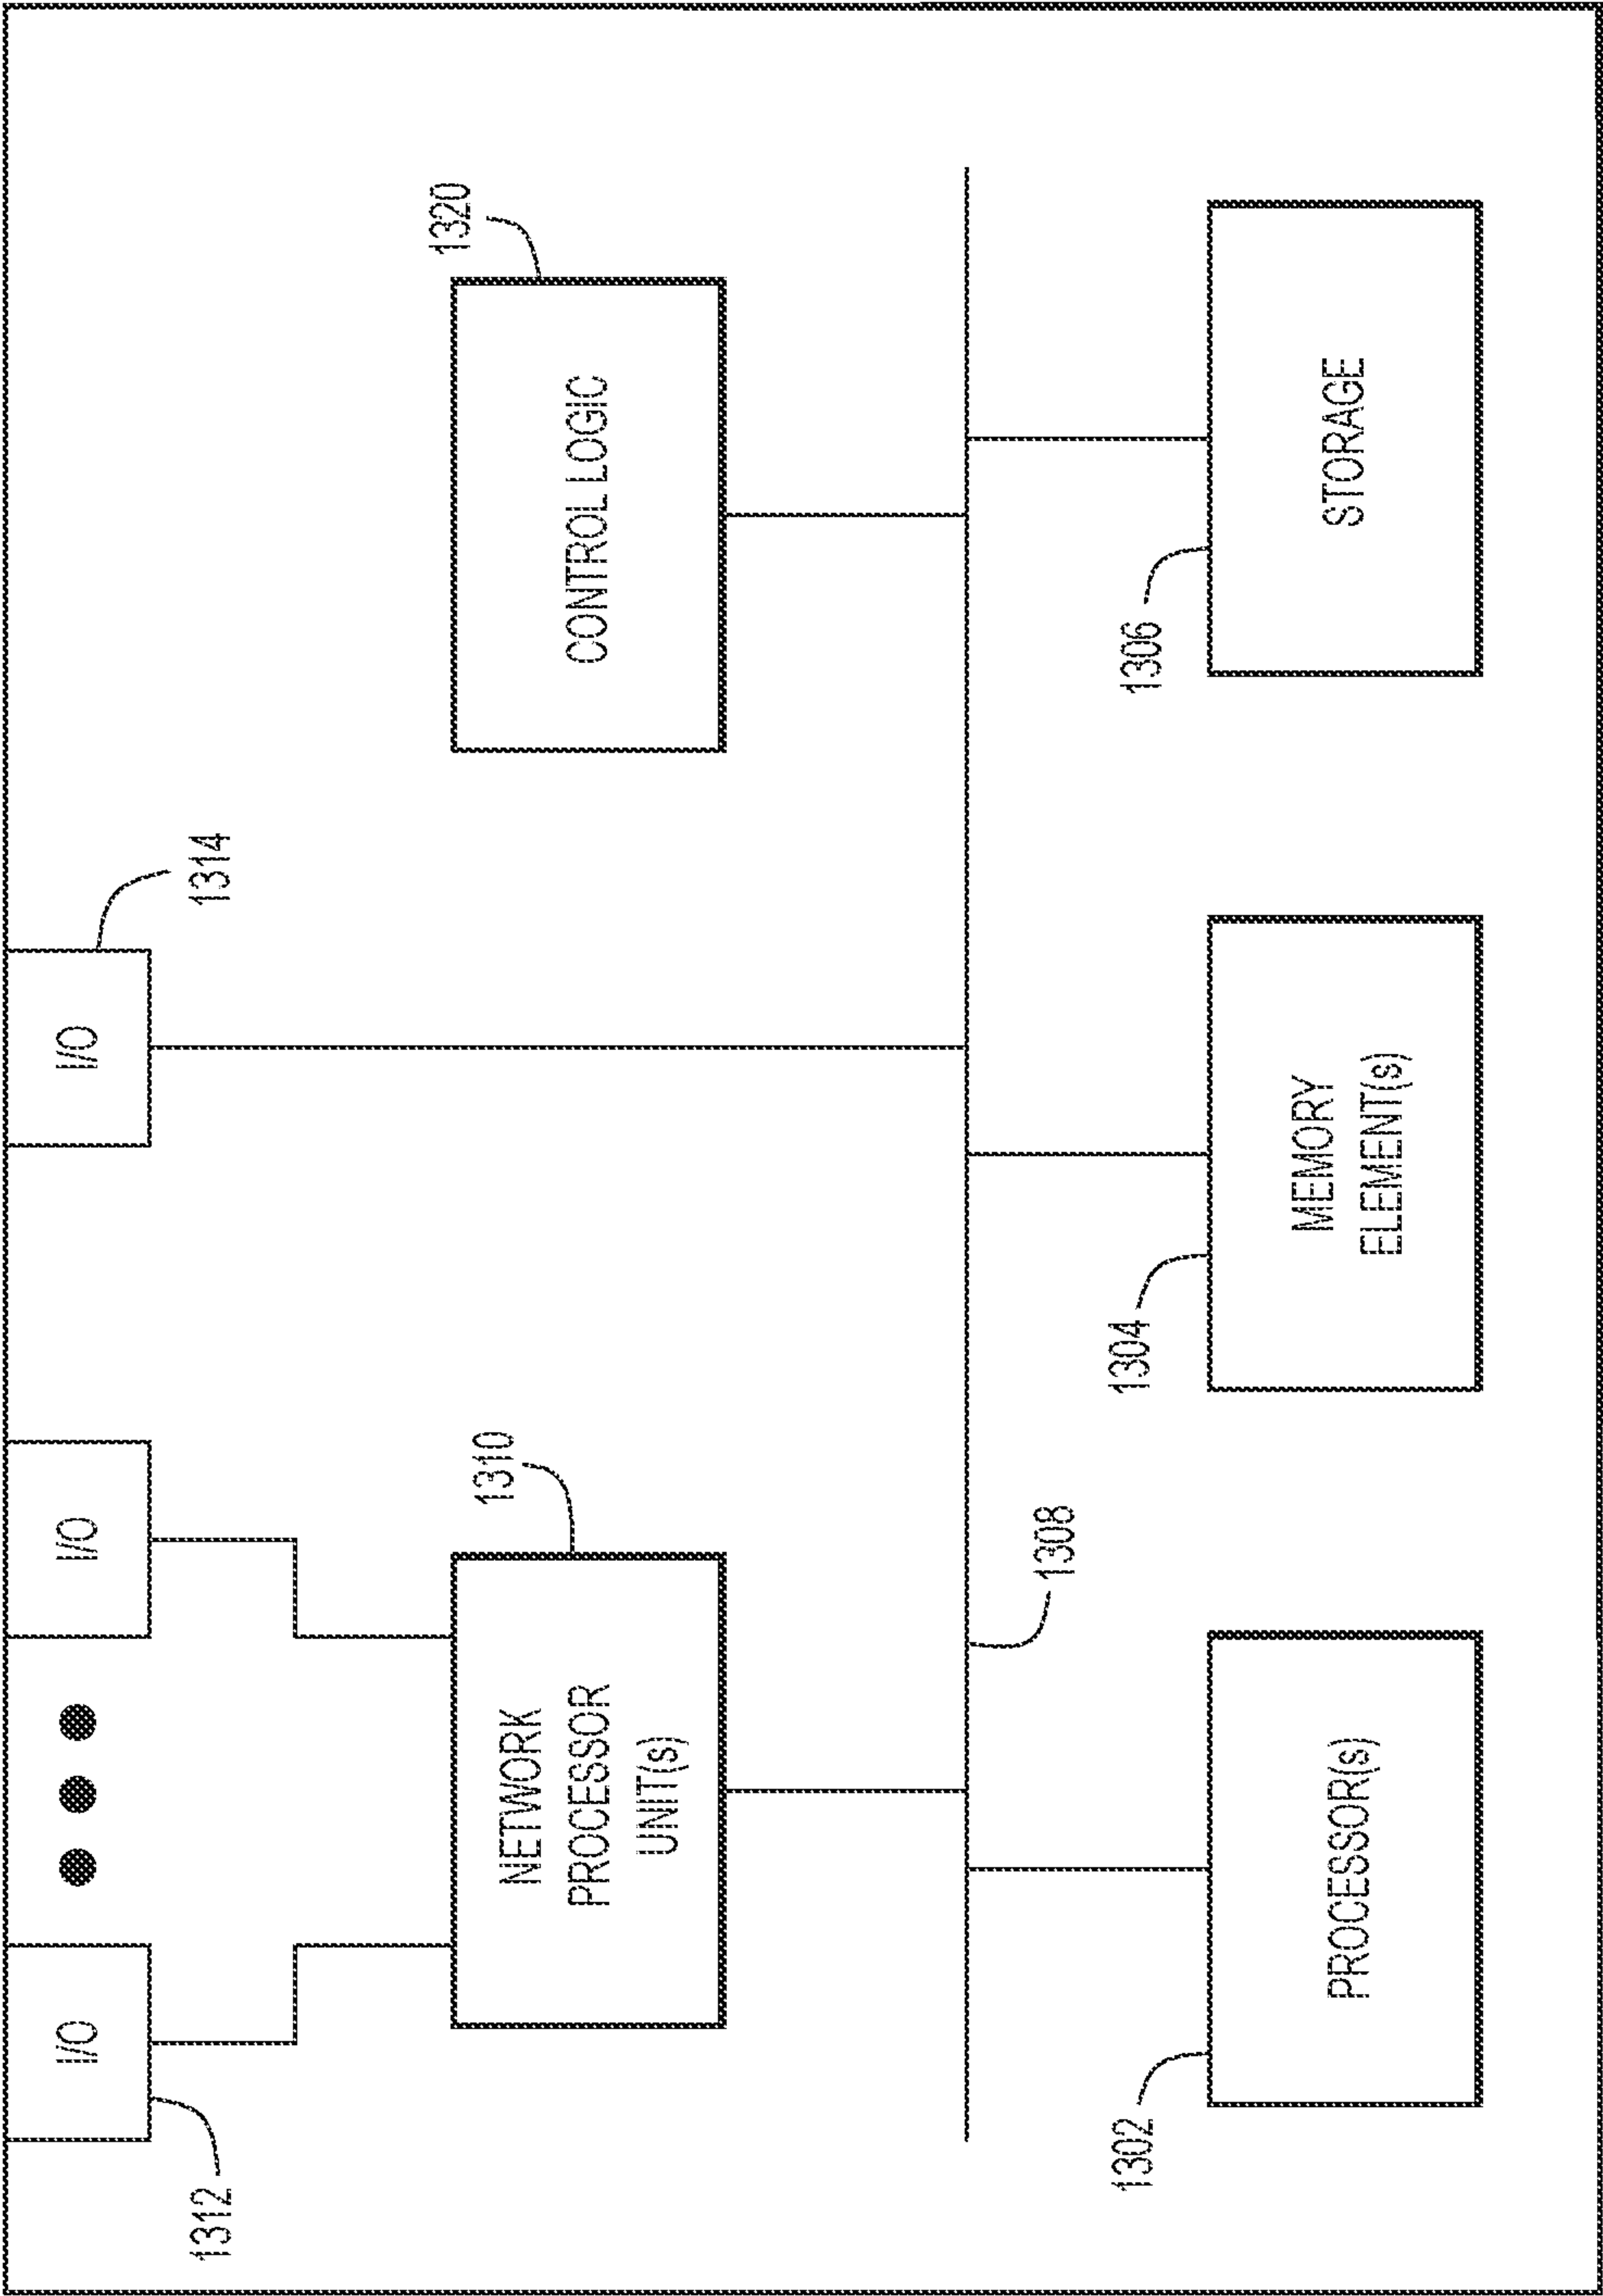 I/O
I/O
I/O
1312
1314
NETWORK
PROCESSOR
UNIT(s)
1310
CONTROL LOGIC
1320
1308
1302
PROCESSOR(s)
1304
MEMORY
ELEMENT(s)
1306
STORAGE